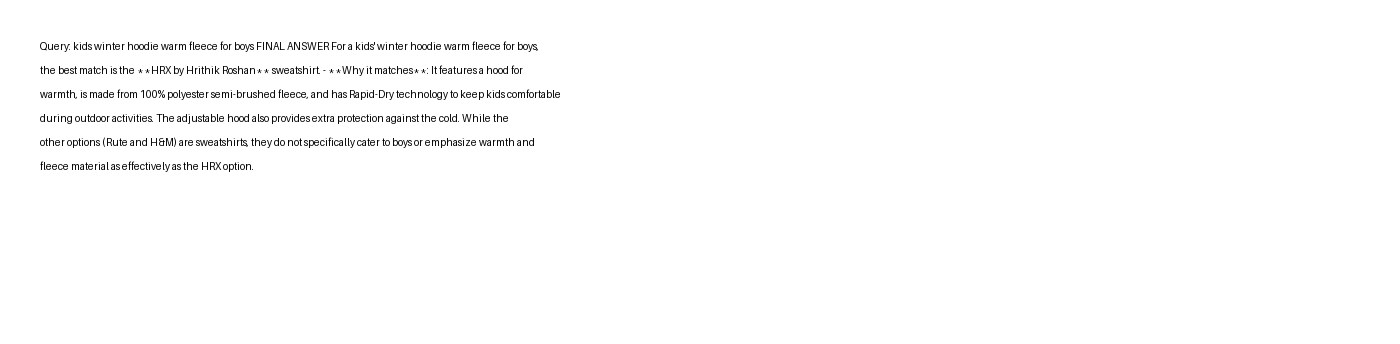 Query: kids winter hoodie warm fleece for boys FINAL ANSWER For a kids' winter hoodie warm fleece for boys,
the best match is the **HRX by Hrithik Roshan** sweatshirt. - **Why it matches**: It features a hood for
warmth, is made from 100% polyester semi-brushed fleece, and has Rapid-Dry technology to keep kids comfortable
during outdoor activities. The adjustable hood also provides extra protection against the cold. While the
other options (Rute and H&M) are sweatshirts, they do not specifically cater to boys or emphasize warmth and
fleece material as effectively as the HRX option.